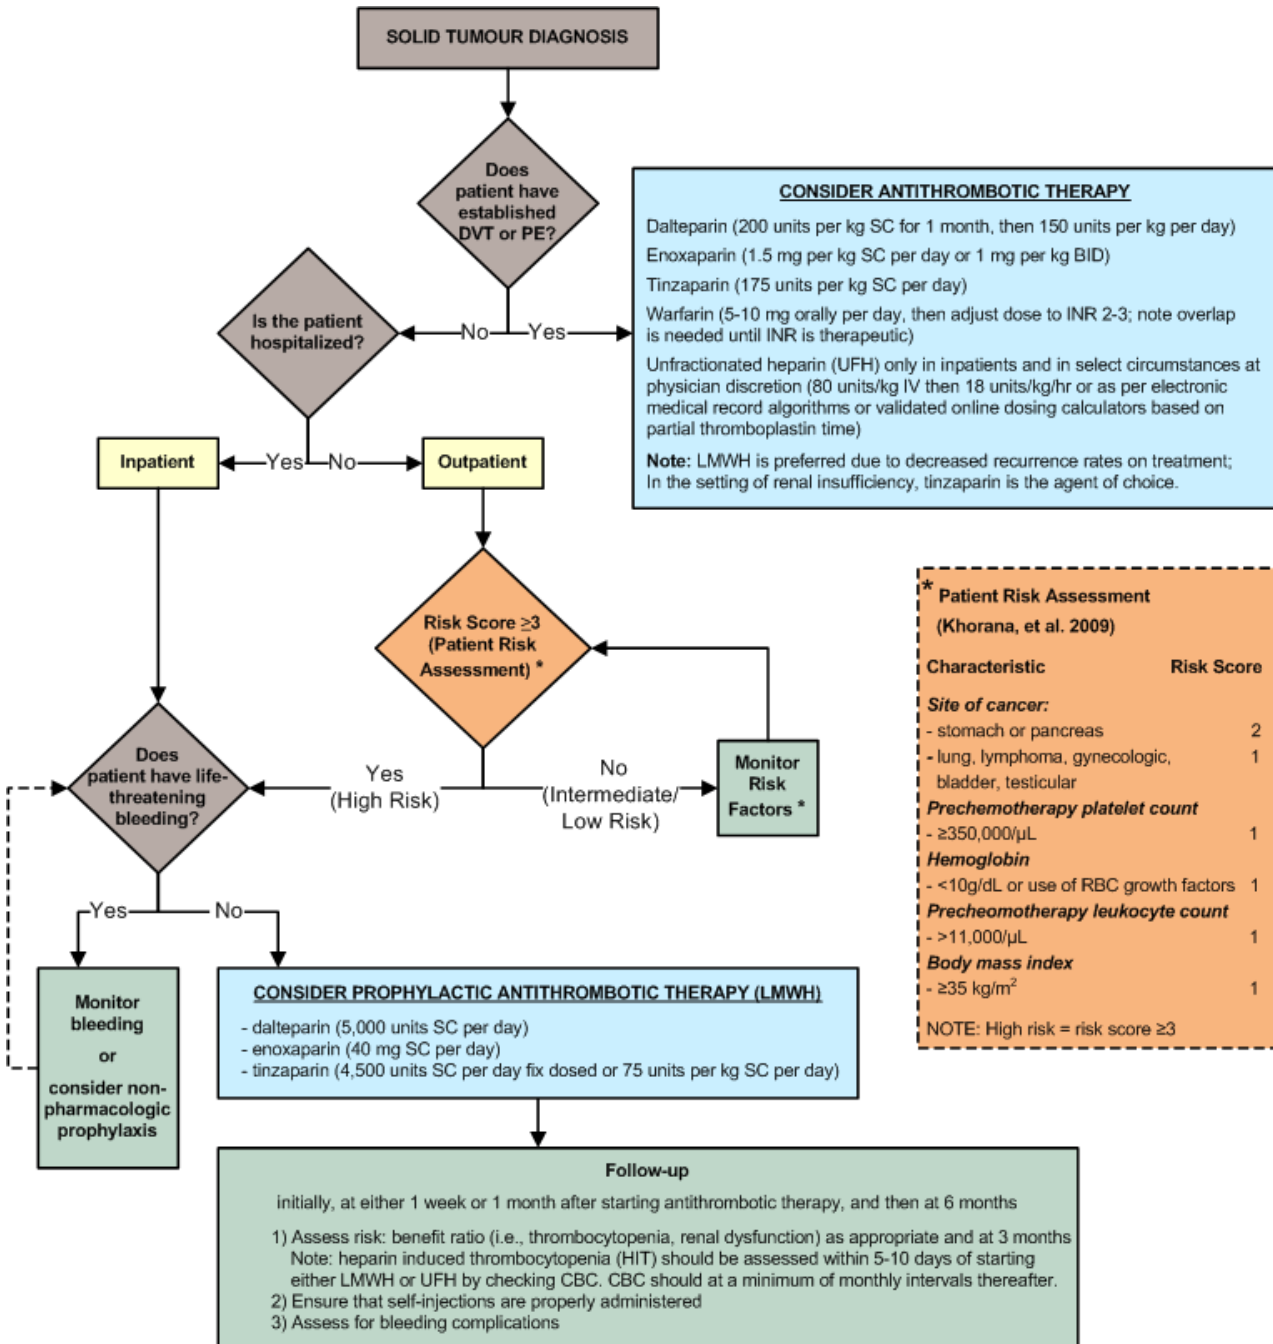 SOLID TUMOUR DIAGNOSIS
Does
patient have
established
DVT or PE?
CONSIDER ANTITHROMBOTIC THERAPY
Dalteparin (200 units per kg SC for 1 month, then 150 units per kg per day)
Enoxaparin (1.5 mg per kg SC per day or 1 mg per kg BID)
Tinzaparin (175 units per kg SC per day)
Warfarin (5-10 mg orally per day, then adjust dose to INR 2-3; note overlap
is needed until INR is therapeutic)
Unfractionated heparin (UFH) only in inpatients and in select circumstances at
physician discretion (80 units/kg IV then 18 units/kg/hr or as per electronic
medical record algorithms or validated online dosing calculators based on
partial thromboplastin time)
Note: LMWH is preferred due to decreased recurrence rates on treatment;
In the setting of renal insufficiency, tinzaparin is the agent of choice.
No
Yes
Is the patient
hospitalized?
Inpatient
Yes
No
Outpatient
Risk Score ≥3
(Patient Risk
Assessment) *
* Patient Risk Assessment
(Khorana, et al. 2009)
Characteristic Risk Score
Site of cancer:
- stomach or pancreas 2
- lung, lymphoma, gynecologic, 1
bladder, testicular
Prechemotherapy platelet count
- ≥350,000/µL 1
Hemoglobin
- <10g/dL or use of RBC growth factors 1
Precheomotherapy leukocyte count
- >11,000/µL 1
Body mass index
- ≥35 kg/m² 1
NOTE: High risk = risk score ≥3
Does
patient have life-
threatening
bleeding?
Yes
(High Risk)
No
(Intermediate/
Low Risk)
Monitor
Risk
Factors *
Yes
No
Monitor
bleeding
or
consider non-
pharmacologic
prophylaxis
CONSIDER PROPHYLACTIC ANTITHROMBOTIC THERAPY (LMWH)
- dalteparin (5,000 units SC per day)
- enoxaparin (40 mg SC per day)
- tinzaparin (4,500 units SC per day fix dosed or 75 units per kg SC per day)
Follow-up
initially, at either 1 week or 1 month after starting antithrombotic therapy, and then at 6 months
1) Assess risk: benefit ratio (i.e., thrombocytopenia, renal dysfunction) as appropriate and at 3 months
Note: heparin induced thrombocytopenia (HIT) should be assessed within 5-10 days of starting
either LMWH or UFH by checking CBC. CBC should at a minimum of monthly intervals thereafter.
2) Ensure that self-injections are properly administered
3) Assess for bleeding complications